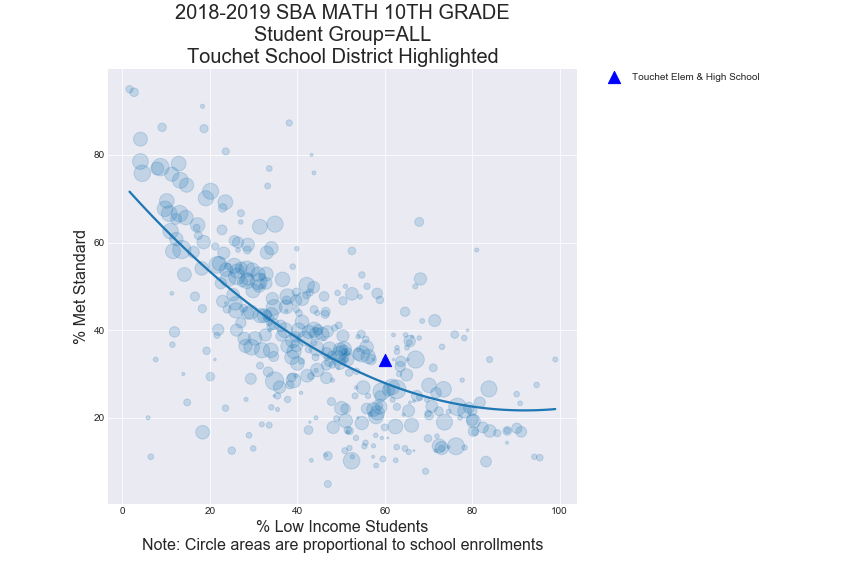 2018-2019 SBA MATH 10TH GRADE
Student Group=ALL
Touchet School District Highlighted
Touchet Elem & High School
% Met Standard
80
60
40
20
0 20 40 60 80 100
% Low Income Students
Note: Circle areas are proportional to school enrollments